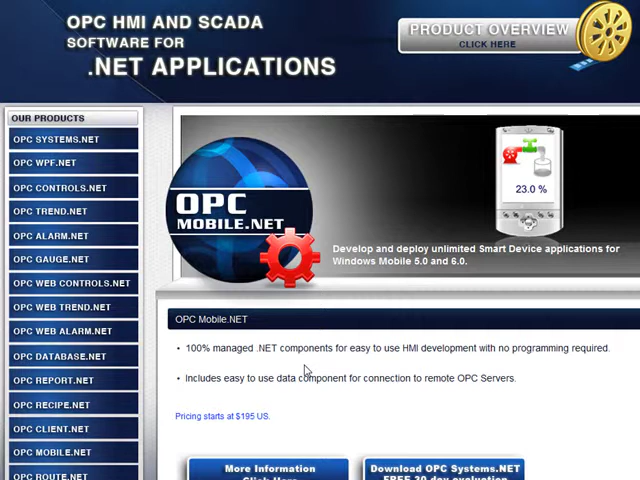 OPC HMI AND SCADA
SOFTWARE FOR
.NET APPLICATIONS
PRODUCT OVERVIEW
CLICK HERE
OUR PRODUCTS
OPC SYSTEMS.NET
OPC WPF.NET
OPC CONTROLS.NET
OPC TREND.NET
OPC ALARM.NET
OPC GAUGE.NET
OPC WEB CONTROLS.NET
OPC WEB TREND.NET
OPC WEB ALARM.NET
OPC DATABASE.NET
OPC REPORT.NET
OPC RECIPE.NET
OPC CLIENT.NET
OPC MOBILE.NET
OPC ROUTE.NET
OPC
MOBILE.NET
23.0 %
Develop and deploy unlimited Smart Device applications for
Windows Mobile 5.0 and 6.0.
OPC Mobile.NET
• 100% managed .NET components for easy to use HMI development with no programming required.
• Includes easy to use data component for connection to remote OPC Servers.
Pricing starts at $195 US.
More Information
Click Here
Download OPC Systems.NET
FREE 30 day evaluation